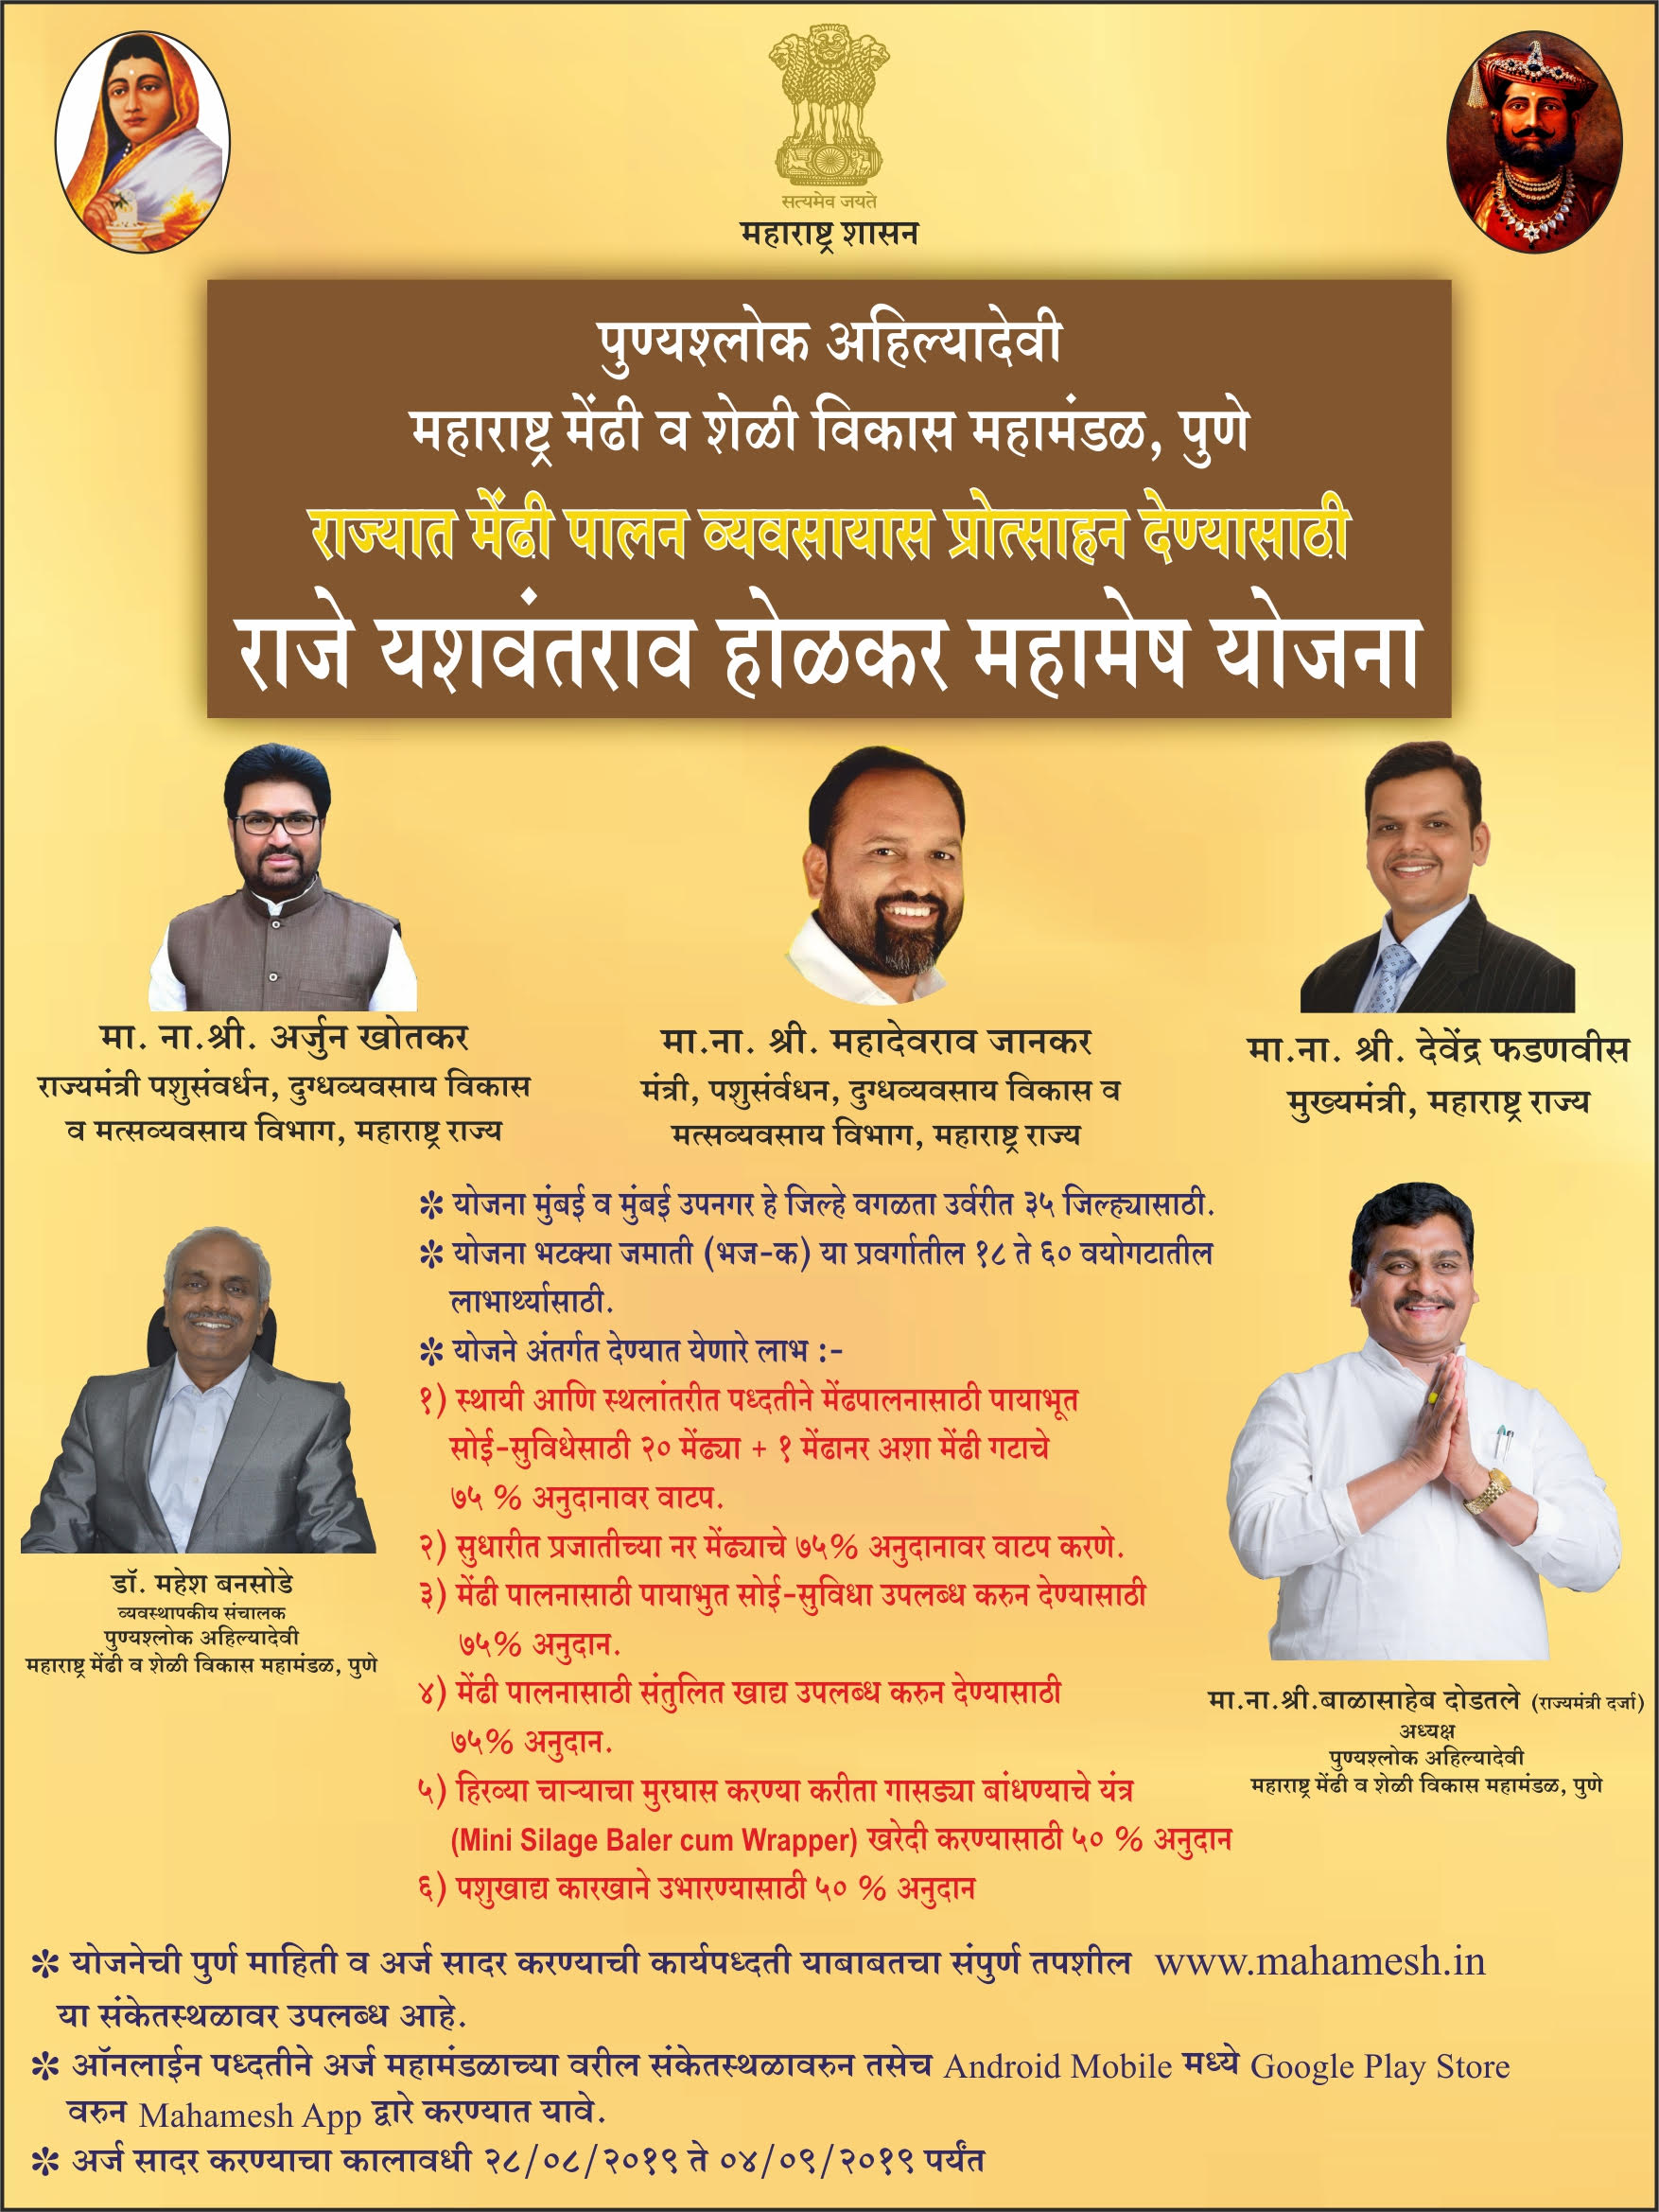 सत्यमेव जयते
महाराष्ट्र शासन
पुण्यश्लोक अहिल्यादेवी
महाराष्ट्र मेंढी व शेळी विकास महामंडळ, पुणे
राज्यात मेंढी पालन व्यवसायास प्रोत्साहन देण्यासाठी
राजे यशवंतराव होळकर महामेष योजना
मा. ना.श्री. अर्जुन खोतकर
राज्यमंत्री पशुसंवर्धन, दुग्धव्यवसाय विकास
व मत्सव्यवसाय विभाग, महाराष्ट्र राज्य
मा.ना. श्री. महादेवराव जानकर
मंत्री, पशुसंर्वधन, दुग्धव्यवसाय विकास व
मत्सव्यवसाय विभाग, महाराष्ट्र राज्य
मा.ना. श्री. देवेंद्र फडणवीस
मुख्यमंत्री, महाराष्ट्र राज्य
✻ योजना मुंबई व मुंबई उपनगर हे जिल्हे वगळता उर्वरीत ३५ जिल्ह्यासाठी.
✻ योजना भटक्या जमाती (भज-क) या प्रवर्गातील १८ ते ६० वयोगटातील
लाभार्थ्यासाठी.
✻ योजने अंतर्गत देण्यात येणारे लाभ :-
१) स्थायी आणि स्थलांतरीत पध्दतीने मेंढपालनासाठी पायाभूत
सोई-सुविधेसाठी २० मेंढ्या + १ मेंढानर अशा मेंढी गटाचे
७५ % अनुदानावर वाटप.
२) सुधारीत प्रजातीच्या नर मेंढ्याचे ७५% अनुदानावर वाटप करणे.
३) मेंढी पालनासाठी पायाभुत सोई-सुविधा उपलब्ध करुन देण्यासाठी
७५% अनुदान.
४) मेंढी पालनासाठी संतुलित खाद्य उपलब्ध करुन देण्यासाठी
७५% अनुदान.
५) हिरव्या चाऱ्याचा मुरघास करण्या करीता गासड्या बांधण्याचे यंत्र
(Mini Silage Baler cum Wrapper) खरेदी करण्यासाठी ५० % अनुदान
६) पशुखाद्य कारखाने उभारण्यासाठी ५० % अनुदान
डॉ. महेश बनसोडे
व्यवस्थापकीय संचालक
पुण्यश्लोक अहिल्यादेवी
महाराष्ट्र मेंढी व शेळी विकास महामंडळ, पुणे
मा.ना.श्री.बाळासाहेब दोडतले (राज्यमंत्री दर्जा)
अध्यक्ष
पुण्यश्लोक अहिल्यादेवी
महाराष्ट्र मेंढी व शेळी विकास महामंडळ, पुणे
✻ योजनेची पुर्ण माहिती व अर्ज सादर करण्याची कार्यपध्दती याबाबतचा संपुर्ण तपशील www.mahamesh.in
या संकेतस्थळावर उपलब्ध आहे.
✻ ऑनलाईन पध्दतीने अर्ज महामंडळाच्या वरील संकेतस्थळावरुन तसेच Android Mobile मध्ये Google Play Store
वरुन Mahamesh App द्वारे करण्यात यावे.
✻ अर्ज सादर करण्याचा कालावधी २८/०८/२०१९ ते ०४/०९/२०१९ पर्यंत